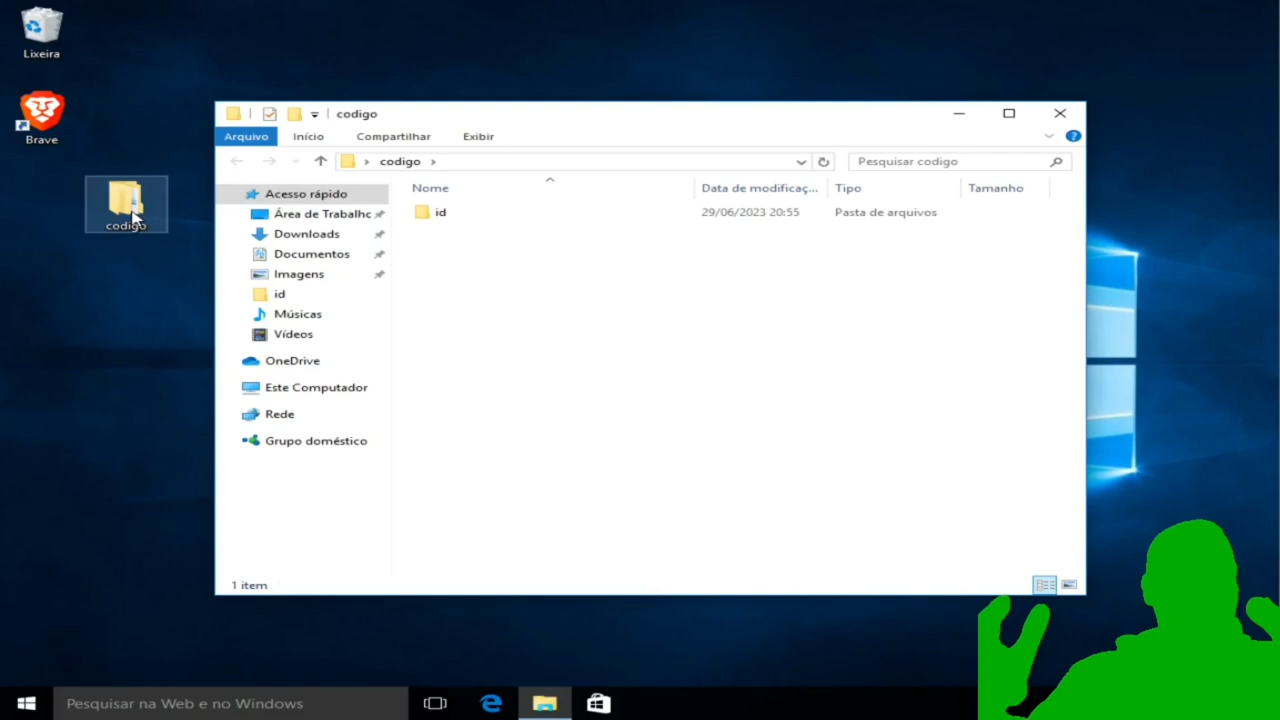 Lixeira
Brave
codigo
codigo
Arquivo Início Compartilhar Exibir
codigo
Pesquisar codigo
Acesso rápido
Área de Trabalhc
Downloads
Documentos
Imagens
id
Músicas
Vídeos
OneDrive
Este Computador
Rede
Grupo doméstico
Nome Data de modificaç... Tipo Tamanho
id 29/06/2023 20:55 Pasta de arquivos
1 item
Pesquisar na Web e no Windows